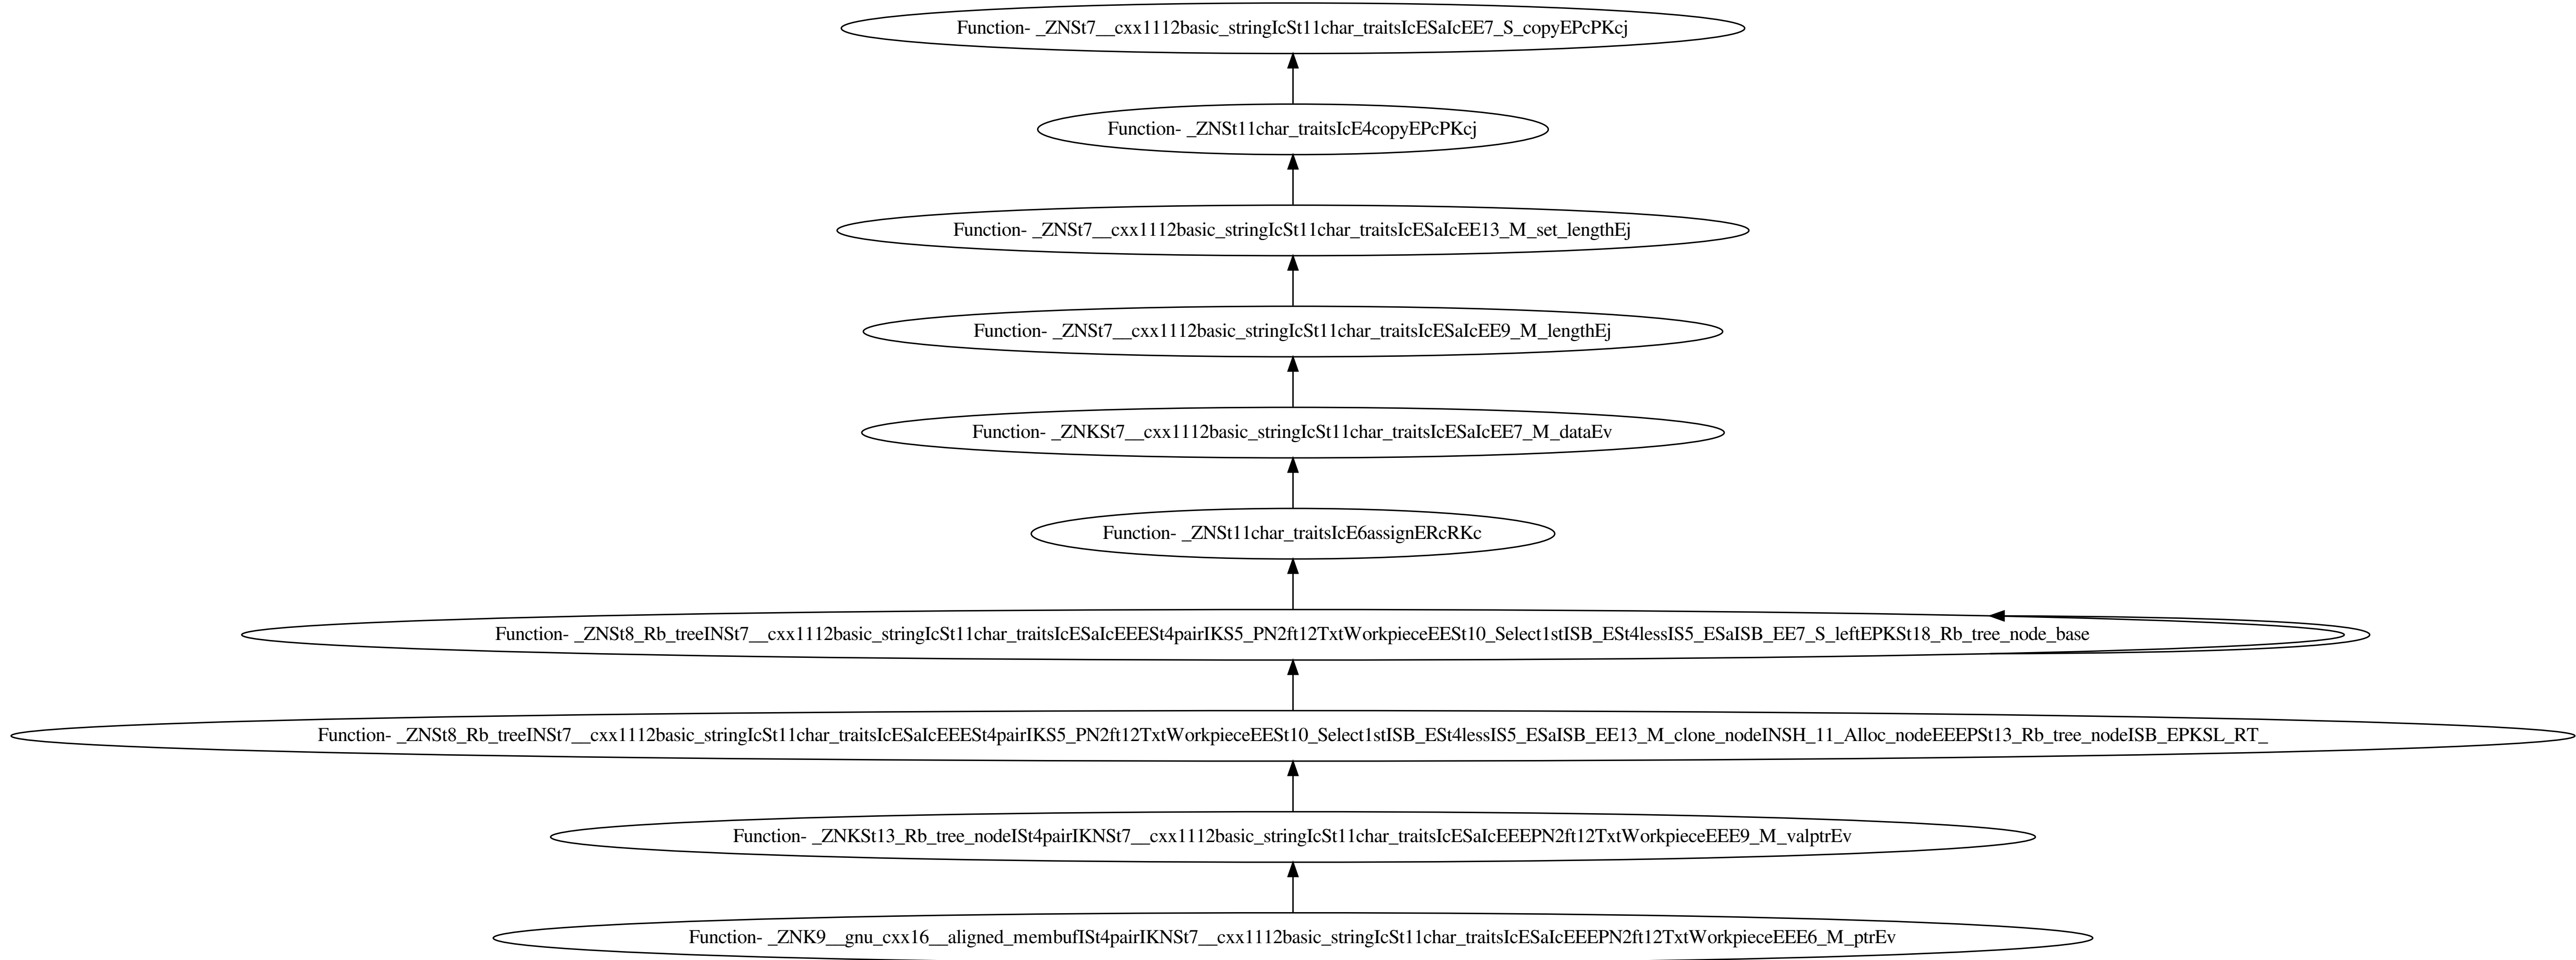 Function- _ZNSt7__cxx1112basic_stringIcSt11char_traitsIcESaIcEE7_S_copyEPcPKcj
Function- _ZNSt11char_traitsIcE4copyEPcPKcj
Function- _ZNSt7__cxx1112basic_stringIcSt11char_traitsIcESaIcEE13_M_set_lengthEj
Function- _ZNSt7__cxx1112basic_stringIcSt11char_traitsIcESaIcEE9_M_lengthEj
Function- _ZNKSt7__cxx1112basic_stringIcSt11char_traitsIcESaIcEE7_M_dataEv
Function- _ZNSt11char_traitsIcE6assignERcRKc
Function- _ZNSt8_Rb_treeINSt7__cxx1112basic_stringIcSt11char_traitsIcESaIcEEESt4pairIKS5_PN2ft12TxtWorkpieceEESt10_Select1stISB_ESt4lessIS5_ESaISB_EE7_S_leftEPKSt18_Rb_tree_node_base
Function- _ZNSt8_Rb_treeINSt7__cxx1112basic_stringIcSt11char_traitsIcESaIcEEESt4pairIKS5_PN2ft12TxtWorkpieceEESt10_Select1stISB_ESt4lessIS5_ESaISB_EE13_M_clone_nodeINSH_11_Alloc_nodeEEEPSt13_Rb_tree_nodeISB_EPKSL_RT_
Function- _ZNKSt13_Rb_tree_nodeISt4pairIKNSt7__cxx1112basic_stringIcSt11char_traitsIcESaIcEEEPN2ft12TxtWorkpieceEEE9_M_valptrEv
Function- _ZNK9__gnu_cxx16__aligned_membufISt4pairIKNSt7__cxx1112basic_stringIcSt11char_traitsIcESaIcEEEPN2ft12TxtWorkpieceEEE6_M_ptrEv